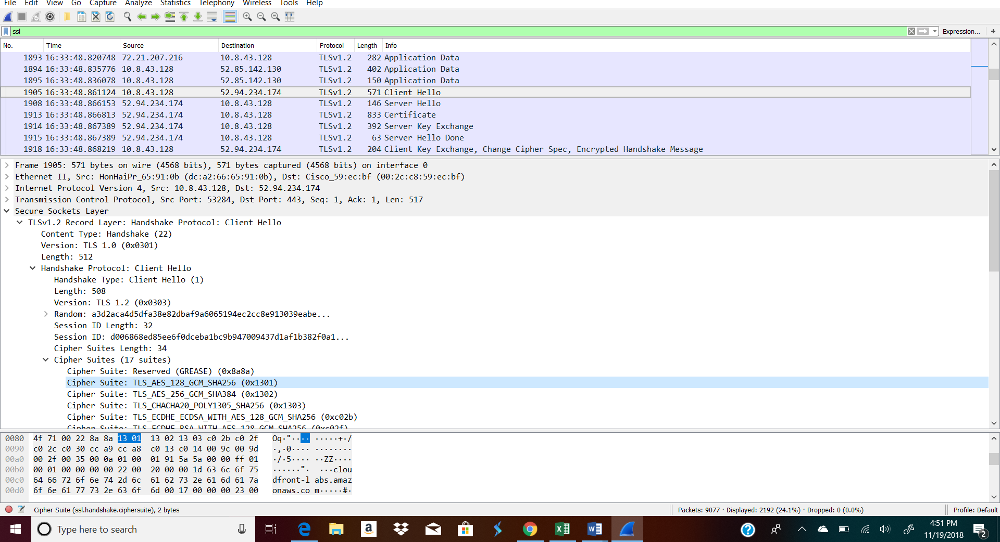 File Edit View Go Capture Analyze Statistics Telephony Wireless Tools Help
ssl Expression... +
No. Time Source Destination Protocol Length Info
1893 16:33:48.820748 72.21.207.216 10.8.43.128 TLSv1.2 282 Application Data
1894 16:33:48.835776 10.8.43.128 52.85.142.130 TLSv1.2 402 Application Data
1895 16:33:48.836078 10.8.43.128 52.85.142.130 TLSv1.2 150 Application Data
1905 16:33:48.861124 10.8.43.128 52.94.234.174 TLSv1.2 571 Client Hello
1908 16:33:48.866153 52.94.234.174 10.8.43.128 TLSv1.2 146 Server Hello
1913 16:33:48.866813 52.94.234.174 10.8.43.128 TLSv1.2 833 Certificate
1914 16:33:48.867389 52.94.234.174 10.8.43.128 TLSv1.2 392 Server Key Exchange
1915 16:33:48.867389 52.94.234.174 10.8.43.128 TLSv1.2 63 Server Hello Done
1918 16:33:48.868219 10.8.43.128 52.94.234.174 TLSv1.2 204 Client Key Exchange, Change Cipher Spec, Encrypted Handshake Message
Frame 1905: 571 bytes on wire (4568 bits), 571 bytes captured (4568 bits) on interface 0
Ethernet II, Src: HonHaiPr_65:91:0b (dc:a2:66:65:91:0b), Dst: Cisco_59:ec:bf (00:2c:c8:59:ec:bf)
Internet Protocol Version 4, Src: 10.8.43.128, Dst: 52.94.234.174
Transmission Control Protocol, Src Port: 53284, Dst Port: 443, Seq: 1, Ack: 1, Len: 517
Secure Sockets Layer
TLSv1.2 Record Layer: Handshake Protocol: Client Hello
Content Type: Handshake (22)
Version: TLS 1.0 (0x0301)
Length: 512
Handshake Protocol: Client Hello
Handshake Type: Client Hello (1)
Length: 508
Version: TLS 1.2 (0x0303)
Random: a3d2aca4d5dfa38e82dbaf9a6065194ec2cc8e913039eabe...
Session ID Length: 32
Session ID: d006868ed85ee6f0dceba1bc9b947009437d1af1b382f0a1...
Cipher Suites Length: 34
Cipher Suites (17 suites)
Cipher Suite: Reserved (GREASE) (0x8a8a)
Cipher Suite: TLS_AES_128_GCM_SHA256 (0x1301)
Cipher Suite: TLS_AES_256_GCM_SHA384 (0x1302)
Cipher Suite: TLS_CHACHA20_POLY1305_SHA256 (0x1303)
Cipher Suite: TLS_ECDHE_ECDSA_WITH_AES_128_GCM_SHA256 (0xc02b)
Cipher Suite: TLS_ECDHE_RSA_WITH_AES_128_GCM_SHA256 (0xc02f)
0080 4f 71 00 22 8a 8a 13 01 13 02 13 03 c0 2b c0 2f Oq·"···· ·····+·/
0090 c0 2c c0 30 cc a9 cc a8 c0 13 c0 14 00 9c 00 9d ·,·0···· ········
00a0 00 2f 00 35 00 0a 01 00 01 91 5a 5a 00 00 ff 01 ·/·5···· ··ZZ····
00b0 00 01 00 00 00 00 22 00 20 00 00 1d 63 6c 6f 75 ······"· ···clou
00c0 64 66 72 6f 6e 74 2d 6c 61 62 73 2e 61 6d 61 7a dfront-l abs.amaz
00d0 6f 6e 61 77 73 2e 63 6f 6d 00 17 00 00 00 23 00 onaws.co m·····#·
Cipher Suite (ssl.handshake.ciphersuite), 2 bytes Packets: 9077 · Displayed: 2192 (24.1%) · Dropped: 0 (0.0%) Profile: Default
Type here to search
4:51 PM
11/19/2018
2